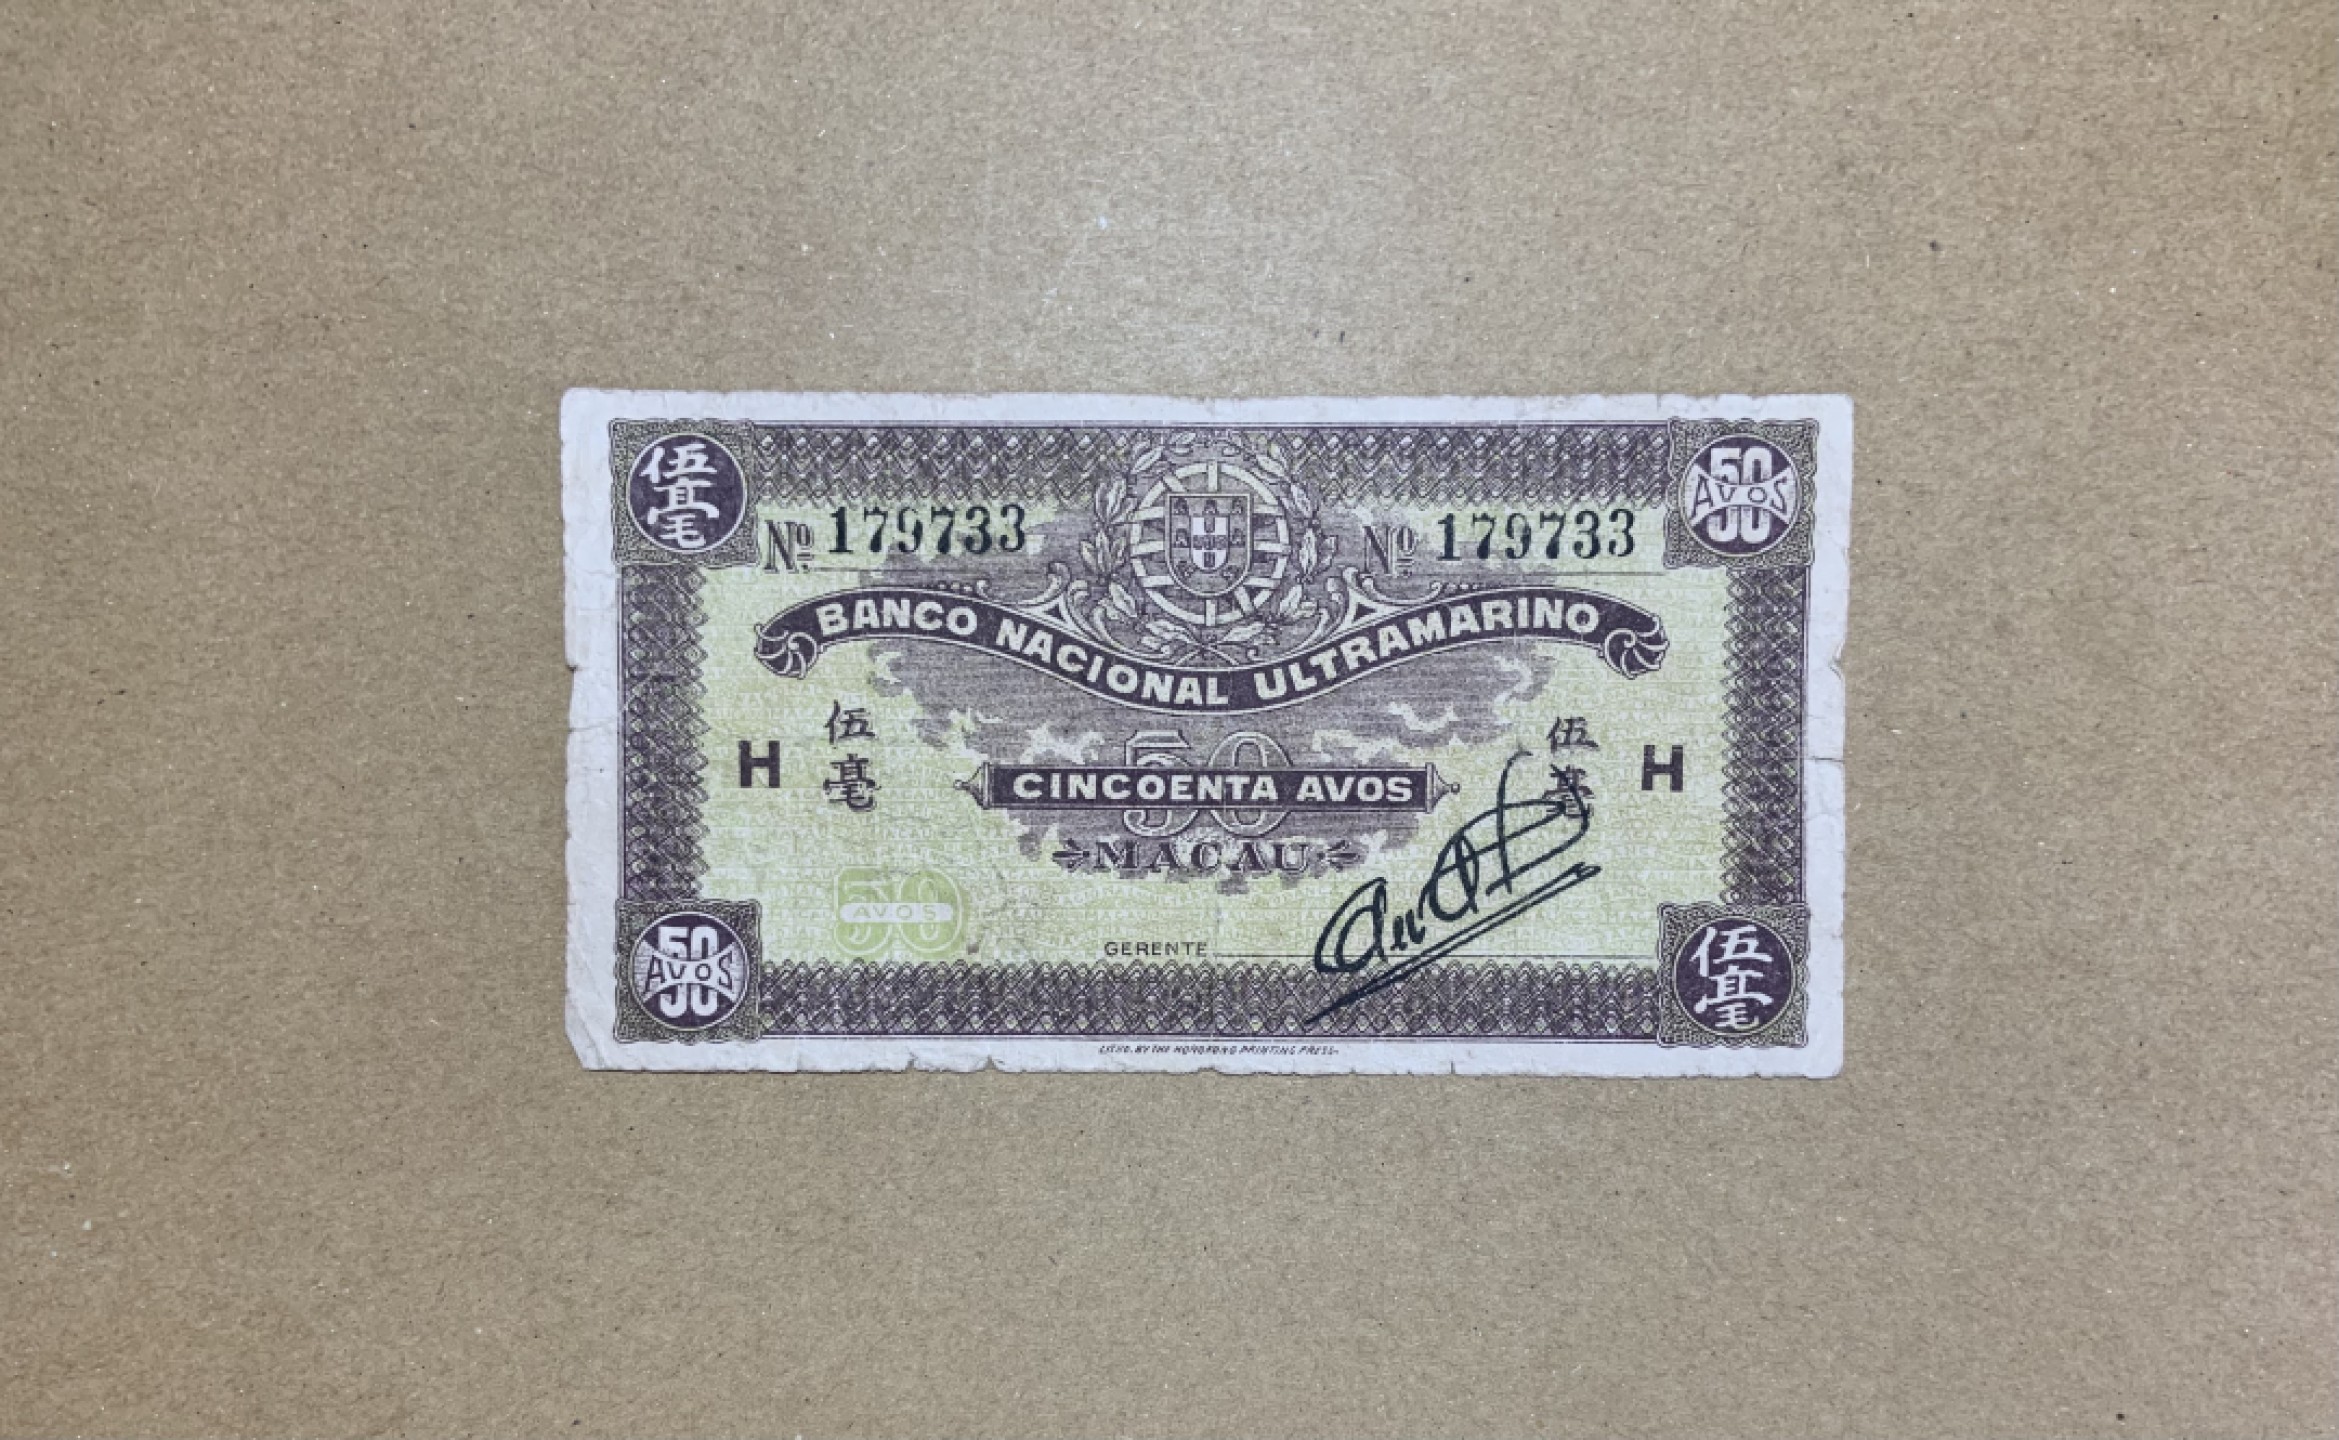 伍毫
50 AVOS
Nº 179733
Nº 179733
BANCO NACIONAL ULTRAMARINO
伍毫
伍毫
H
H
50
CINCOENTA AVOS
MACAU
50 AVOS
GERENTE
50 AVOS
伍毫
LITHO. BY THE HONGKONG PRINTING PRESS